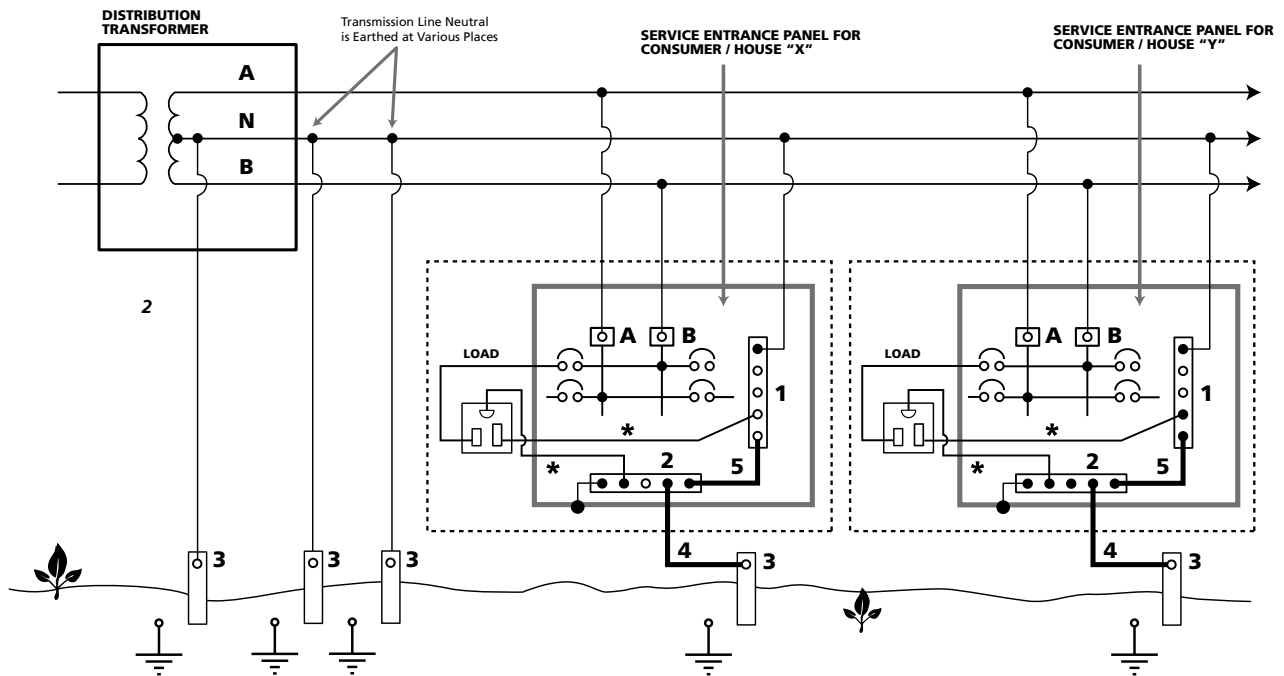 DISTRIBUTION
TRANSFORMER
Transmission Line Neutral
is Earthed at Various Places
SERVICE ENTRANCE PANEL FOR
CONSUMER / HOUSE “X”
SERVICE ENTRANCE PANEL FOR
CONSUMER / HOUSE “Y”
A
N
B
2
LOAD
A
B
1
*
*
2
5
4
3
LOAD
A
B
1
*
*
2
5
4
3
3
3
3